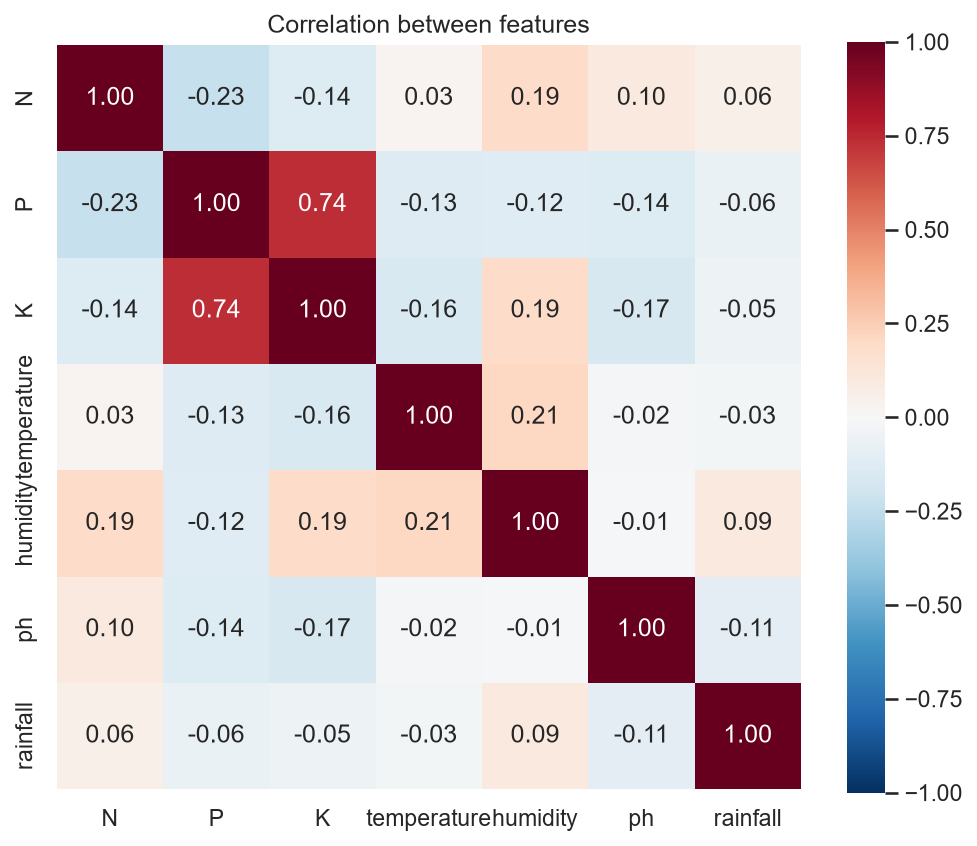 Correlation between features
N 1.00 -0.23 -0.14 0.03 0.19 0.10 0.06
P -0.23 1.00 0.74 -0.13 -0.12 -0.14 -0.06
K -0.14 0.74 1.00 -0.16 0.19 -0.17 -0.05
temperature 0.03 -0.13 -0.16 1.00 0.21 -0.02 -0.03
humidity 0.19 -0.12 0.19 0.21 1.00 -0.01 0.09
ph 0.10 -0.14 -0.17 -0.02 -0.01 1.00 -0.11
rainfall 0.06 -0.06 -0.05 -0.03 0.09 -0.11 1.00
N P K temperature humidity ph rainfall
1.00
0.75
0.50
0.25
0.00
−0.25
−0.50
−0.75
−1.00